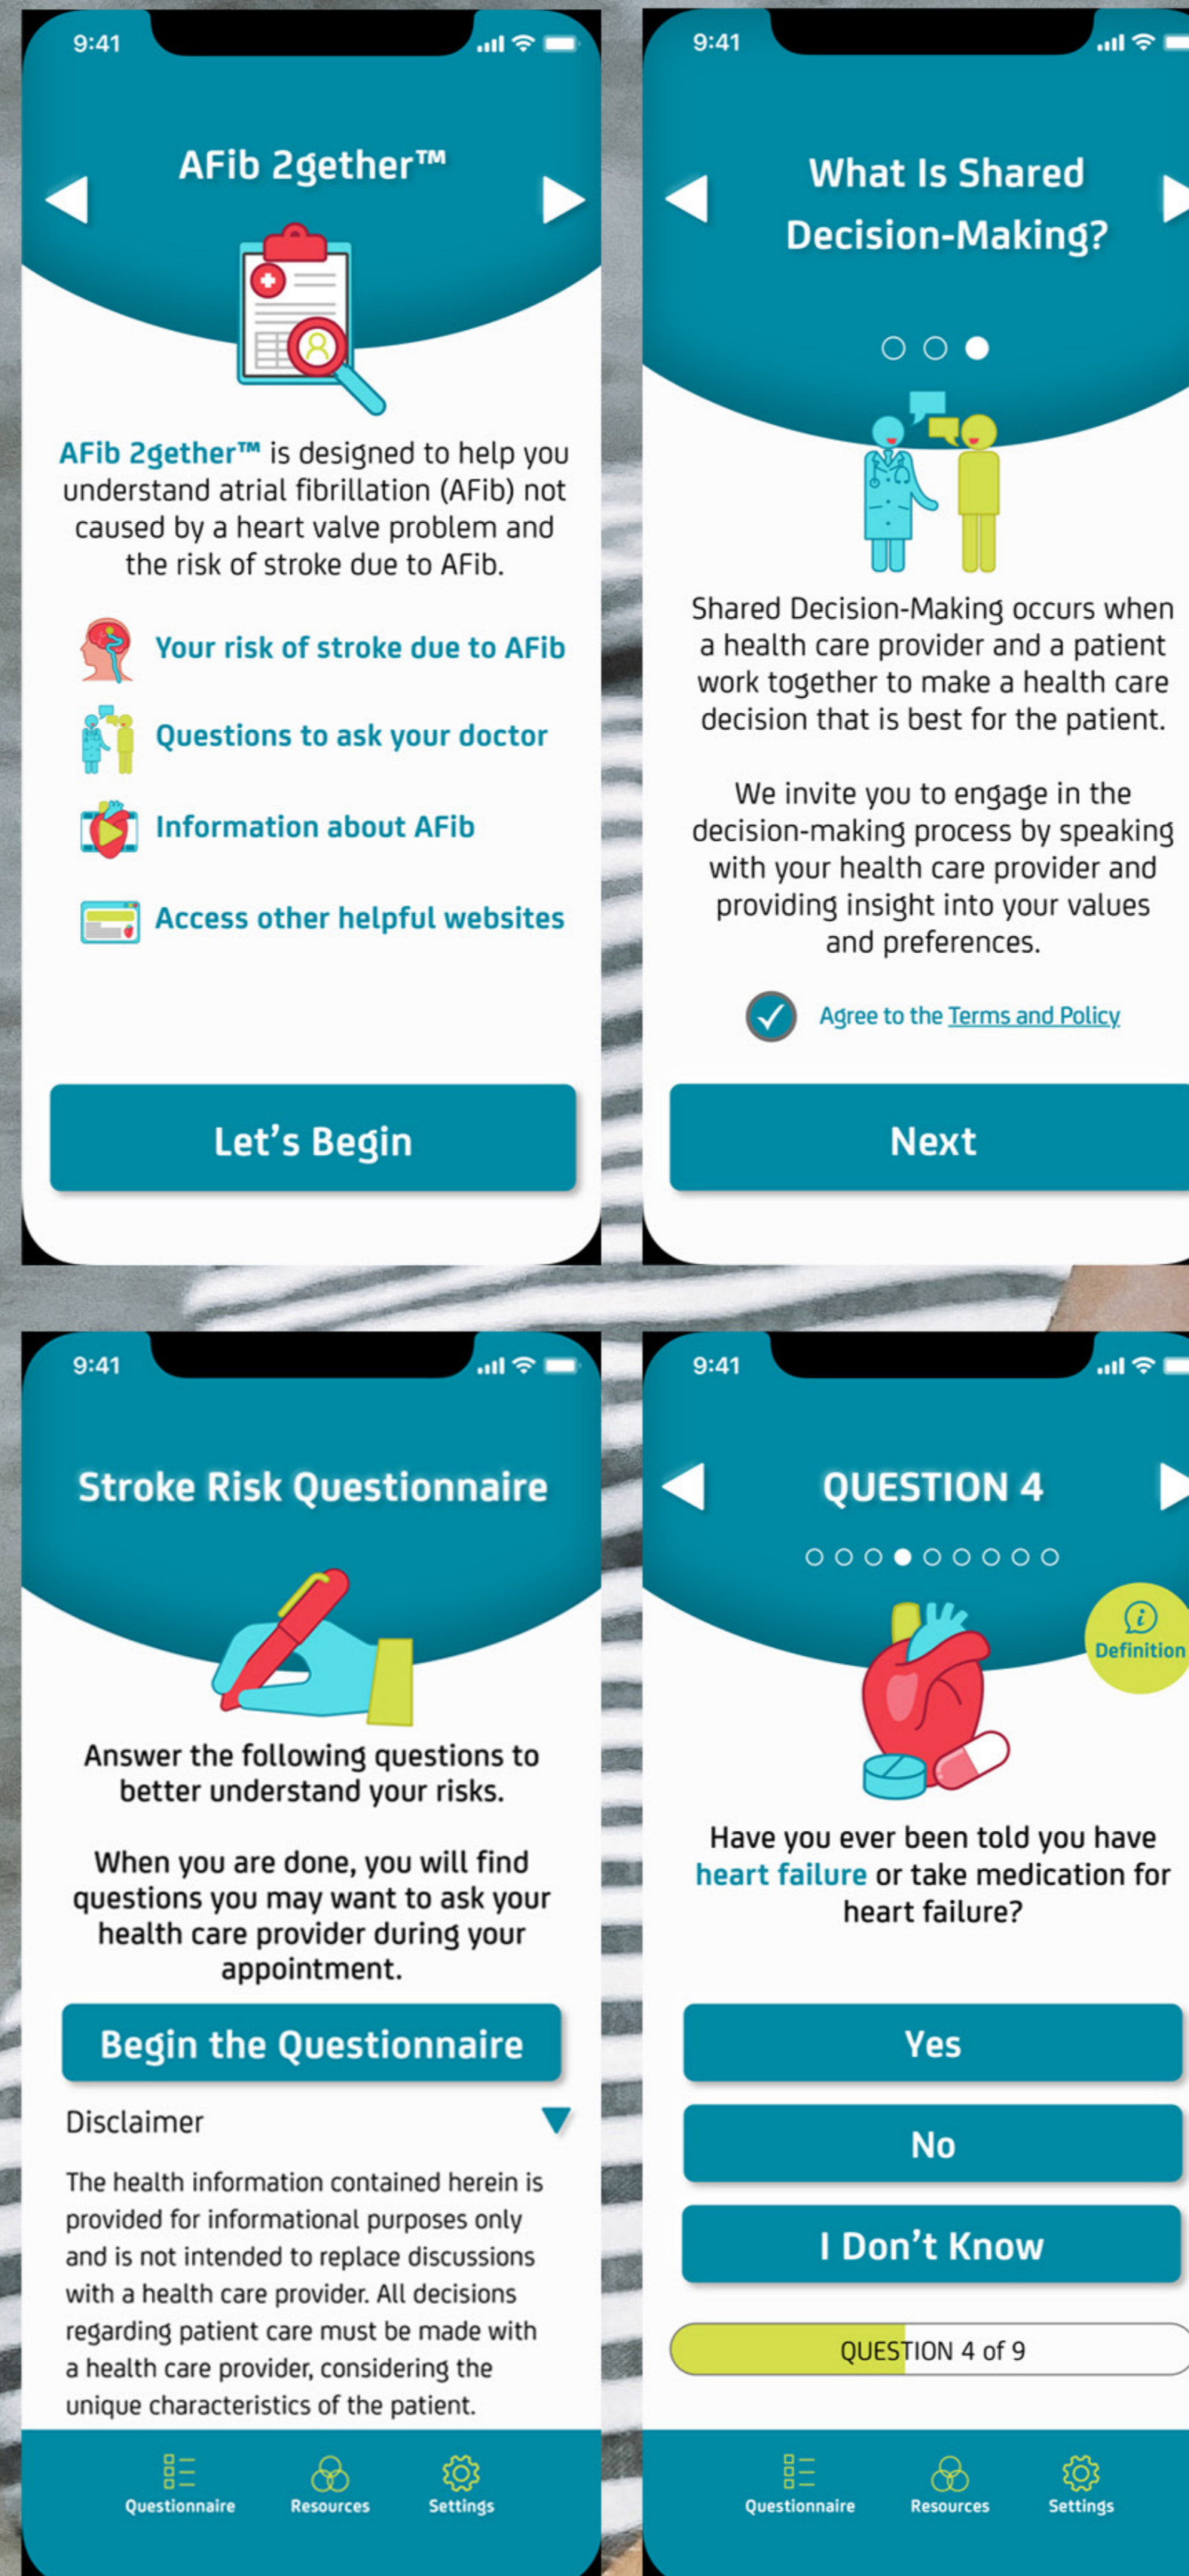 9:41
AFib 2gether™
AFib 2gether™ is designed to help you
understand atrial fibrillation (AFib) not
caused by a heart valve problem and
the risk of stroke due to AFib.
Your risk of stroke due to AFib
Questions to ask your doctor
Information about AFib
Access other helpful websites
Let's Begin
9:41
What Is Shared
Decision-Making?
Shared Decision-Making occurs when
a health care provider and a patient
work together to make a health care
decision that is best for the patient.
We invite you to engage in the
decision-making process by speaking
with your health care provider and
providing insight into your values
and preferences.
Agree to the Terms and Policy
Next
9:41
Stroke Risk Questionnaire
Answer the following questions to
better understand your risks.
When you are done, you will find
questions you may want to ask your
health care provider during your
appointment.
Begin the Questionnaire
Disclaimer
The health information contained herein is
provided for informational purposes only
and is not intended to replace discussions
with a health care provider. All decisions
regarding patient care must be made with
a health care provider, considering the
unique characteristics of the patient.
Questionnaire
Resources
Settings
9:41
QUESTION 4
Definition
Have you ever been told you have
heart failure or take medication for
heart failure?
Yes
No
I Don't Know
QUESTION 4 of 9
Questionnaire
Resources
Settings